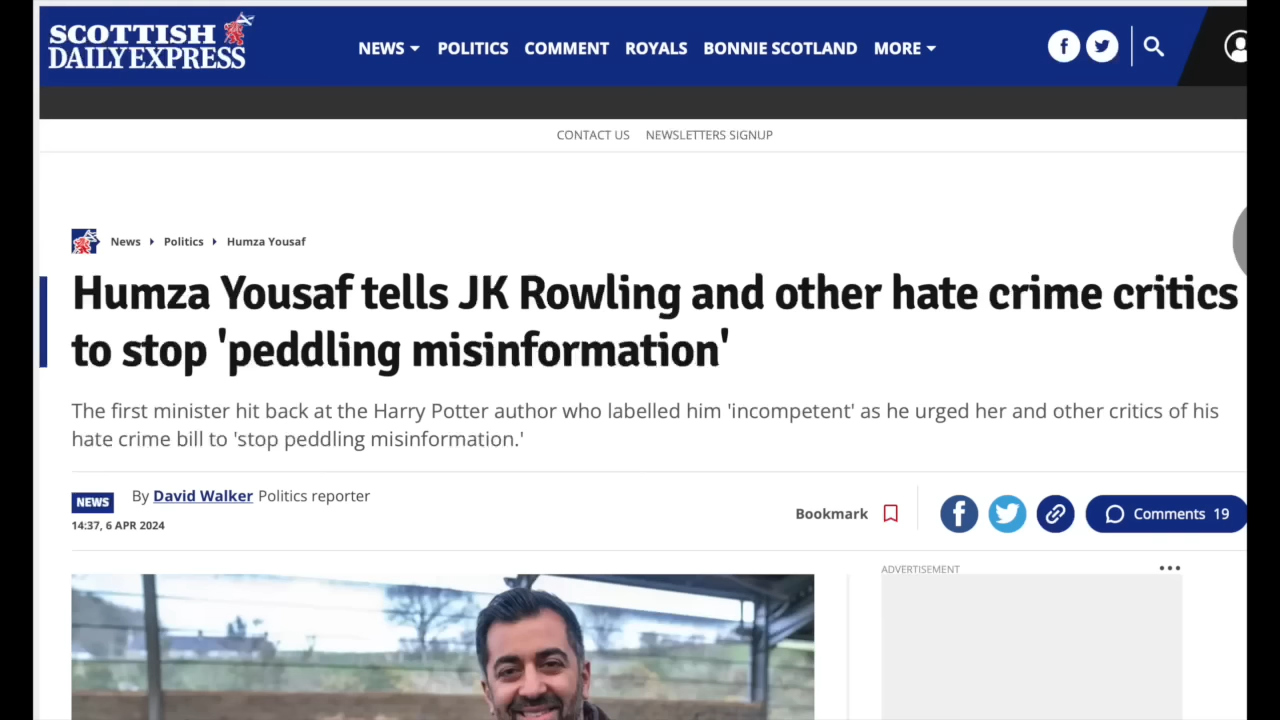 SCOTTISH
DAILY EXPRESS
NEWS POLITICS COMMENT ROYALS BONNIE SCOTLAND MORE
CONTACT US NEWSLETTERS SIGNUP
News Politics Humza Yousaf
Humza Yousaf tells JK Rowling and other hate crime critics
to stop 'peddling misinformation'
The first minister hit back at the Harry Potter author who labelled him 'incompetent' as he urged her and other critics of his
hate crime bill to 'stop peddling misinformation.'
NEWS By David Walker Politics reporter
14:37, 6 APR 2024
Bookmark
Comments 19
ADVERTISEMENT